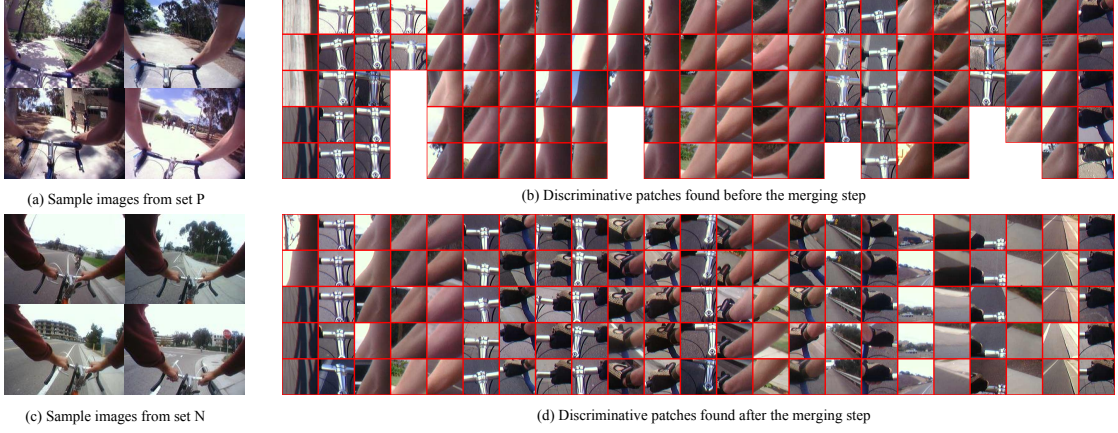 (a) Sample images from set P
(b) Discriminative patches found before the merging step
(c) Sample images from set N
(d) Discriminative patches found after the merging step